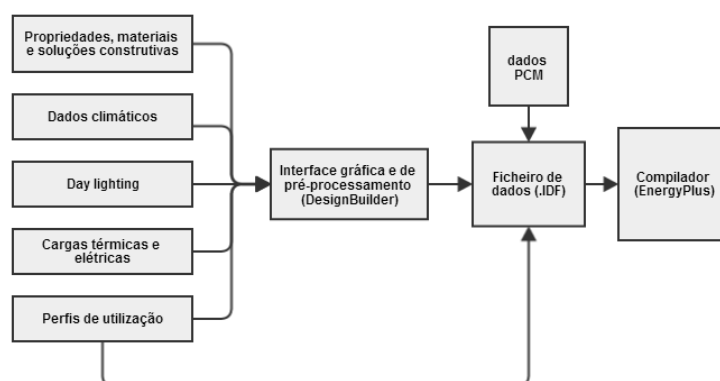 Propriedades, materiais
e soluções construtivas
Dados climáticos
Day lighting
Cargas térmicas e
elétricas
Perfis de utilização
Interface gráfica e de
pré-processamento
(DesignBuilder)
dados
PCM
Ficheiro de
dados (.IDF)
Compilador
(EnergyPlus)